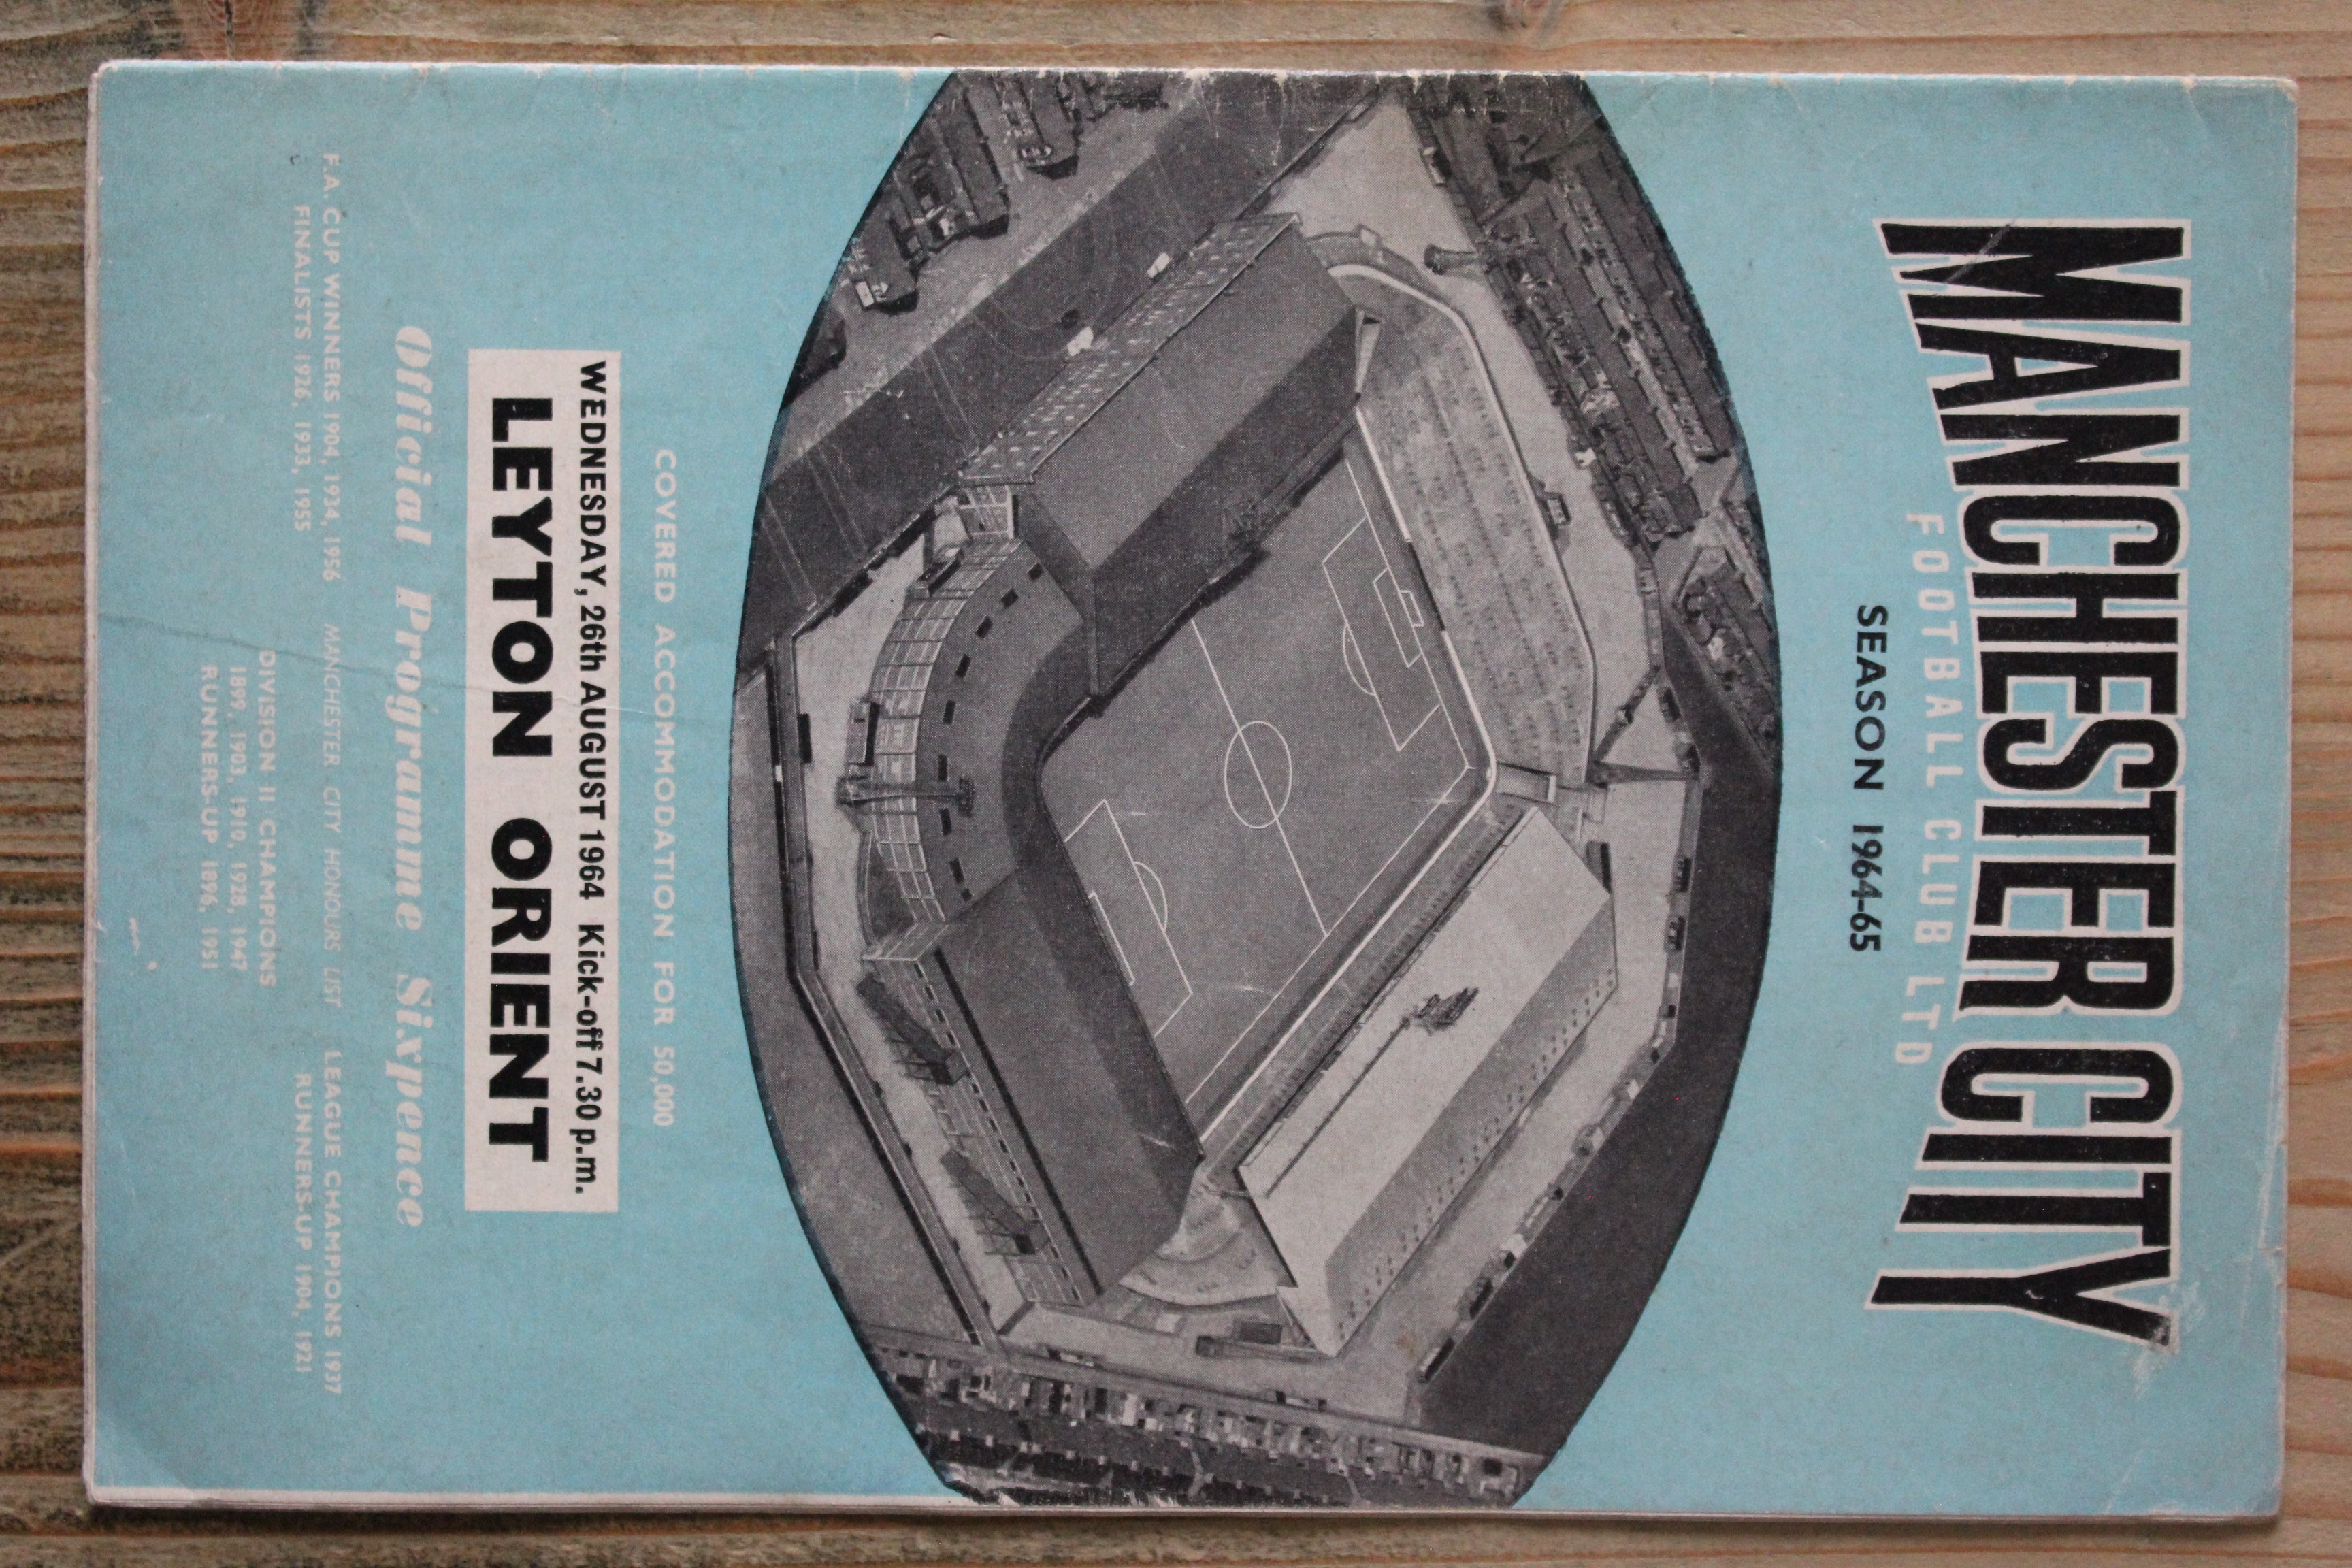 MANCHESTER CITY
FOOTBALL CLUB LTD
SEASON 1964-65
COVERED ACCOMMODATION FOR 50,000
WEDNESDAY, 26th AUGUST 1964 Kick-off 7.30 p.m.
LEYTON ORIENT
Official Programme Sixpence
F.A. CUP WINNERS 1904, 1934, 1956
FINALISTS 1926, 1933, 1955
MANCHESTER CITY HONOURS LIST
DIVISION II CHAMPIONS
1899, 1903, 1910, 1928, 1947
RUNNERS-UP 1896, 1951
LEAGUE CHAMPIONS 1937
RUNNERS-UP 1904, 1921